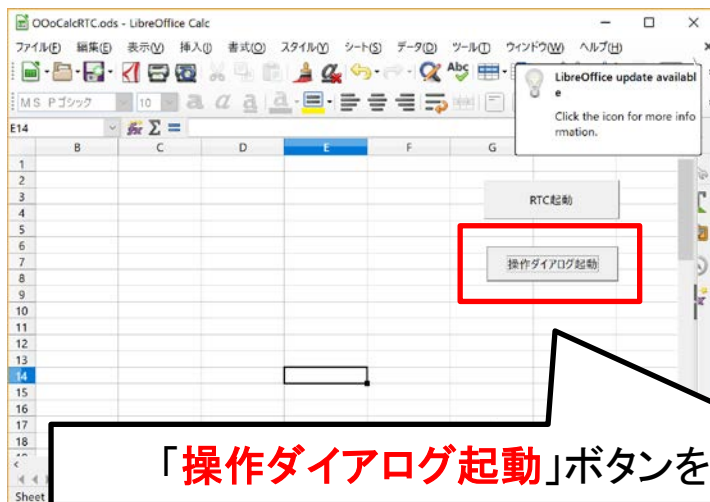 OOoCalcRTC.ods - LibreOffice Calc
ファイル(F) 編集(E) 表示(V) 挿入(I) 書式(O) スタイル(Y) シート(S) データ(D) ツール(T) ウィンドウ(W) ヘルプ(H)
LibreOffice update availabl
e
Click the icon for more info
rmation.
MS Pゴシック 10
E14
B C D E F G
1
2
3
RTC起動
4
5
6
7
操作ダイアログ起動
8
9
10
11
12
13
14
15
16
17
18
「操作ダイアログ起動」ボタンを
Sheet